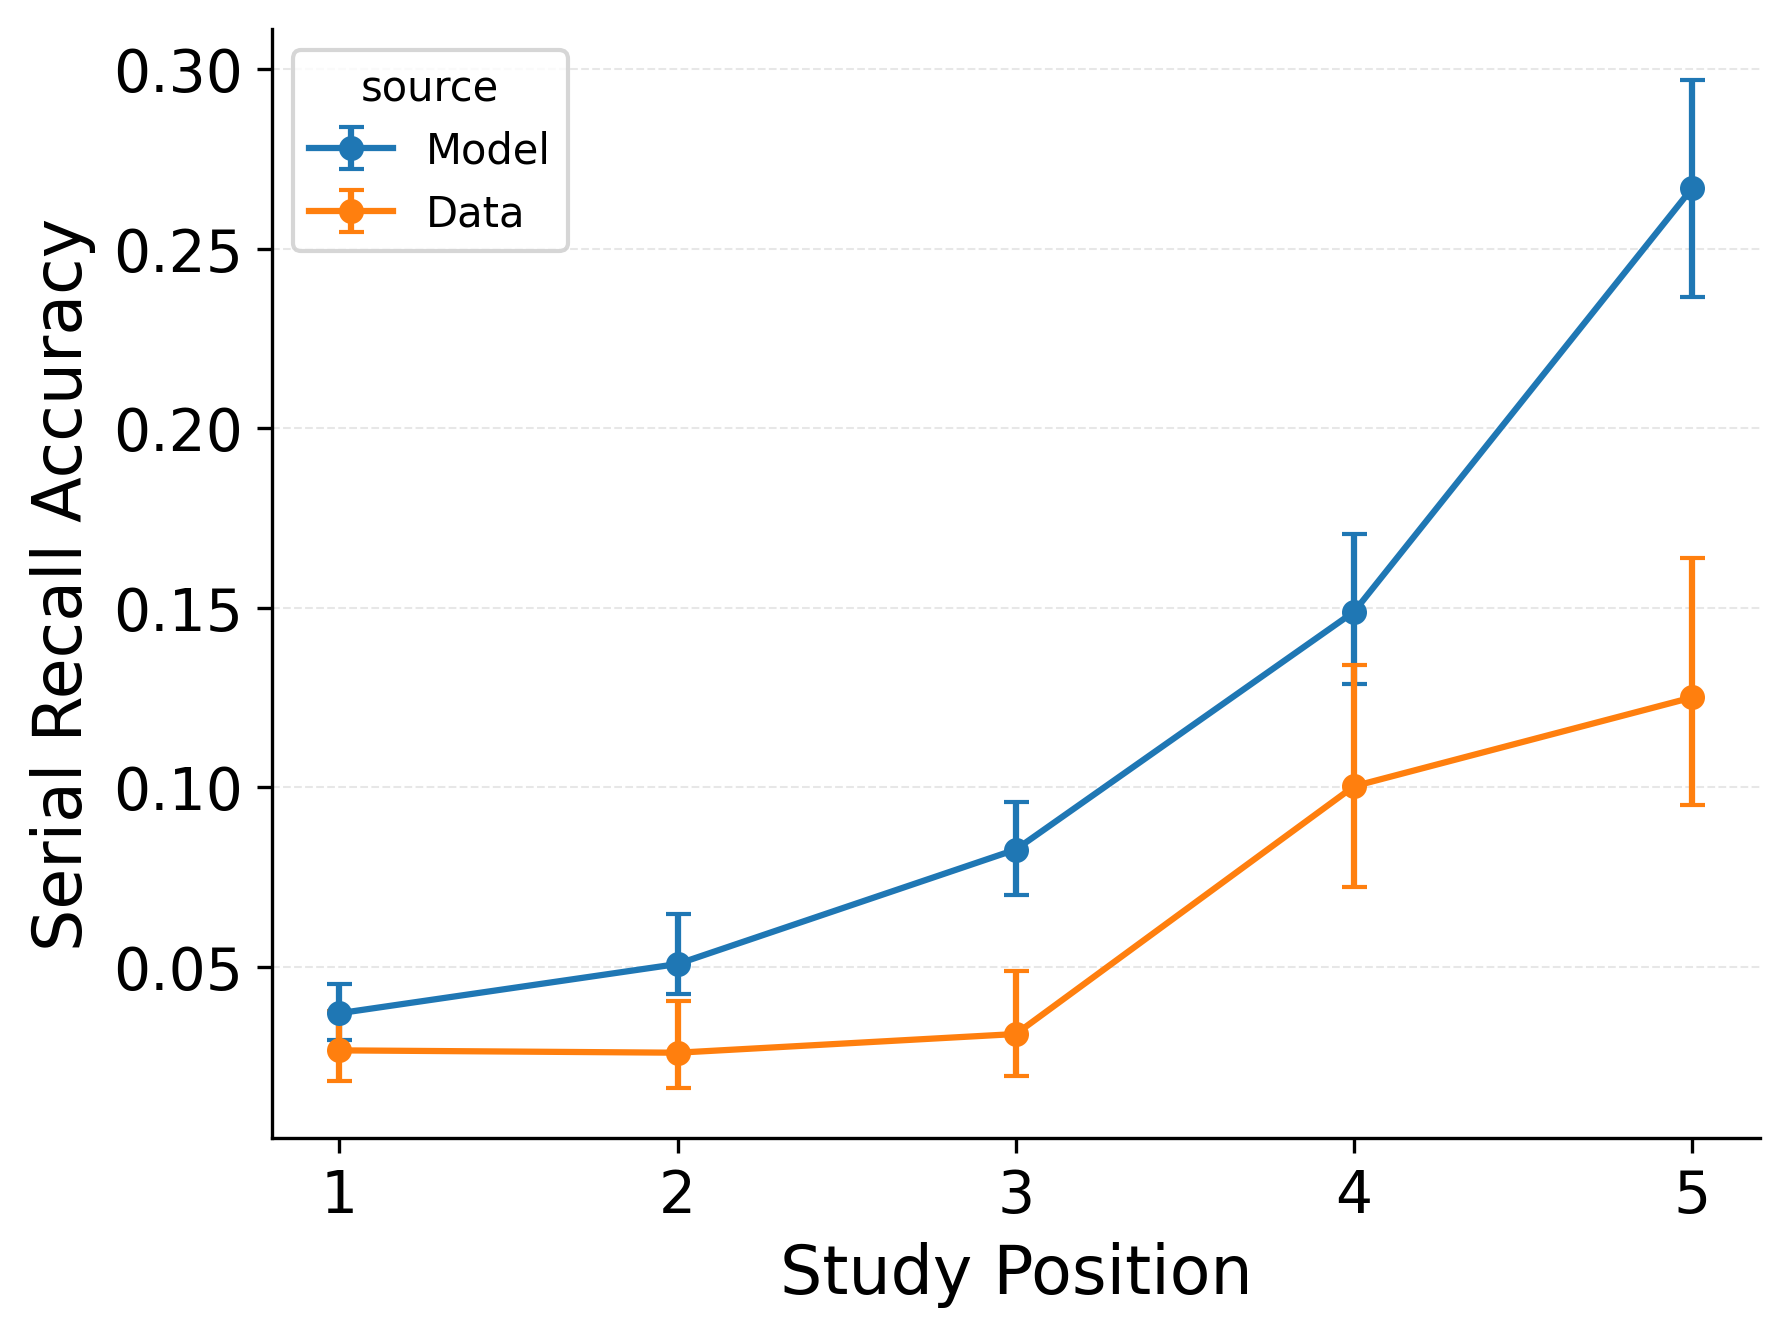 source
Model
Data
0.30
0.25
0.20
0.15
0.10
0.05
Serial Recall Accuracy
1 2 3 4 5
Study Position